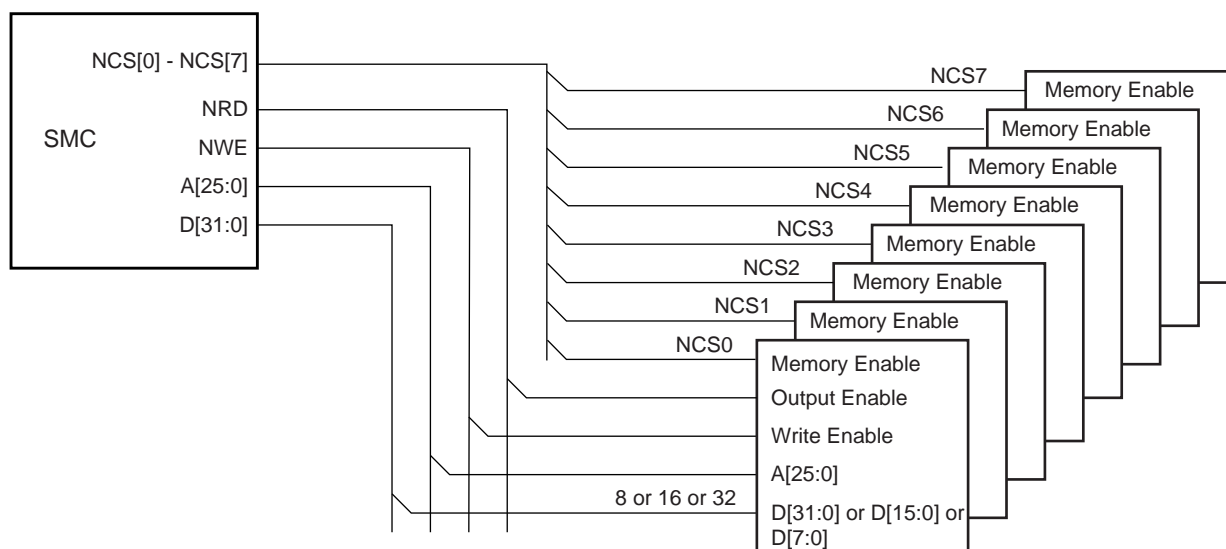 NCS[0] - NCS[7]
NRD
SMC
NWE
A[25:0]
D[31:0]
NCS7
Memory Enable
NCS6
Memory Enable
NCS5
Memory Enable
NCS4
Memory Enable
NCS3
Memory Enable
NCS2
Memory Enable
NCS1
Memory Enable
NCS0
Memory Enable
Output Enable
Write Enable
A[25:0]
8 or 16 or 32
D[31:0] or D[15:0] or
D[7:0]